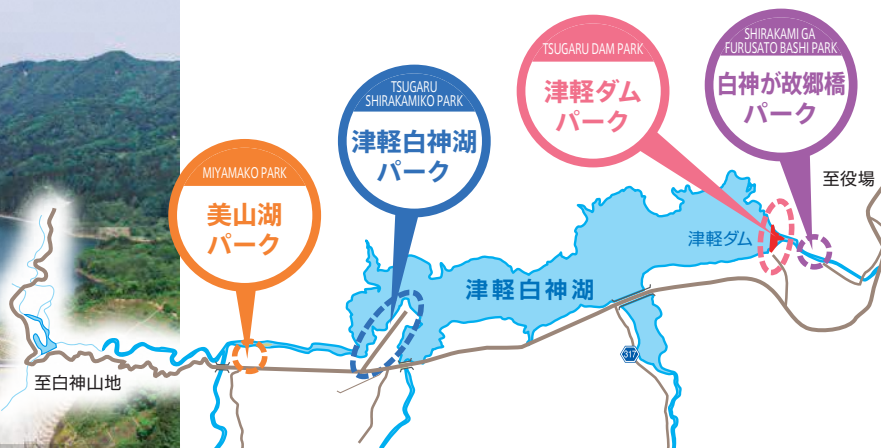 SHIRAKAMI GA
FURUSATO BASHI PARK
白神が故郷橋
パーク
TSUGARU DAM PARK
津軽ダム
パーク
TSUGARU
SHIRAKAMIKO PARK
津軽白神湖
パーク
MIYAMAKO PARK
美山湖
パーク
至役場
津軽ダム
津軽白神湖
317
至白神山地